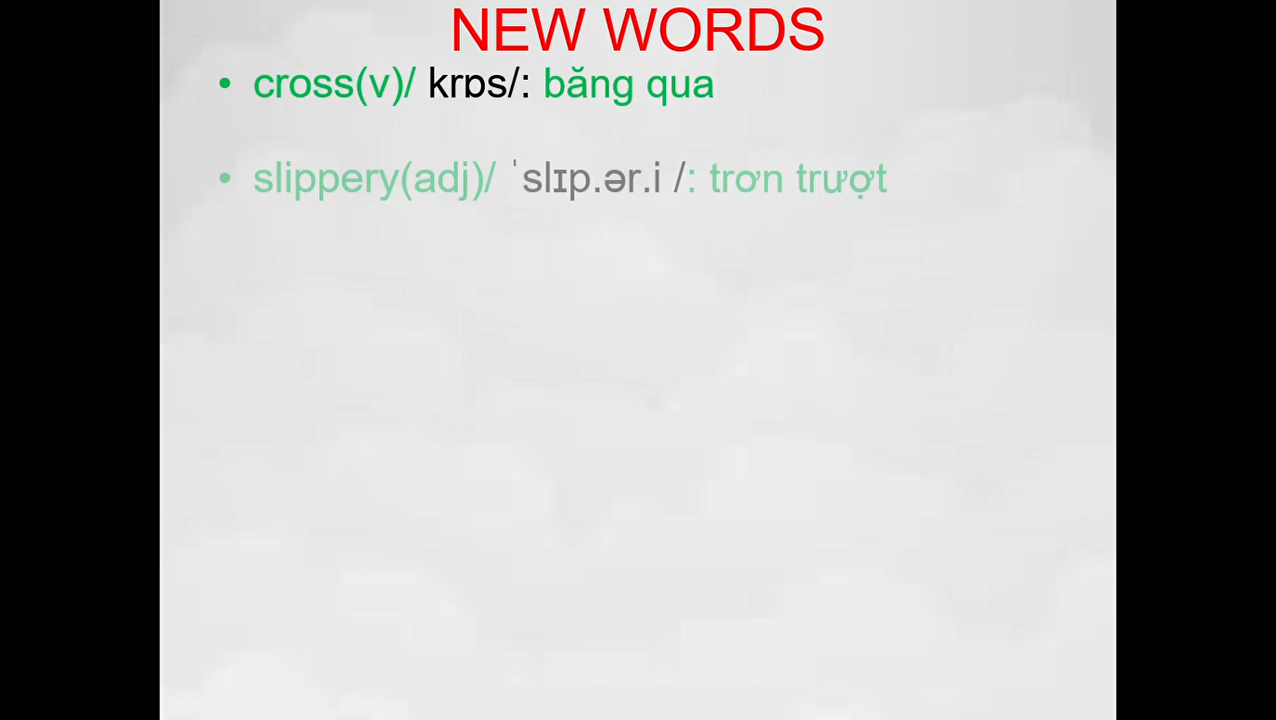 NEW WORDS
• cross(v)/ krɒs/: băng qua
• slippery(adj)/ ˈslɪp.ər.i /: trơn trượt